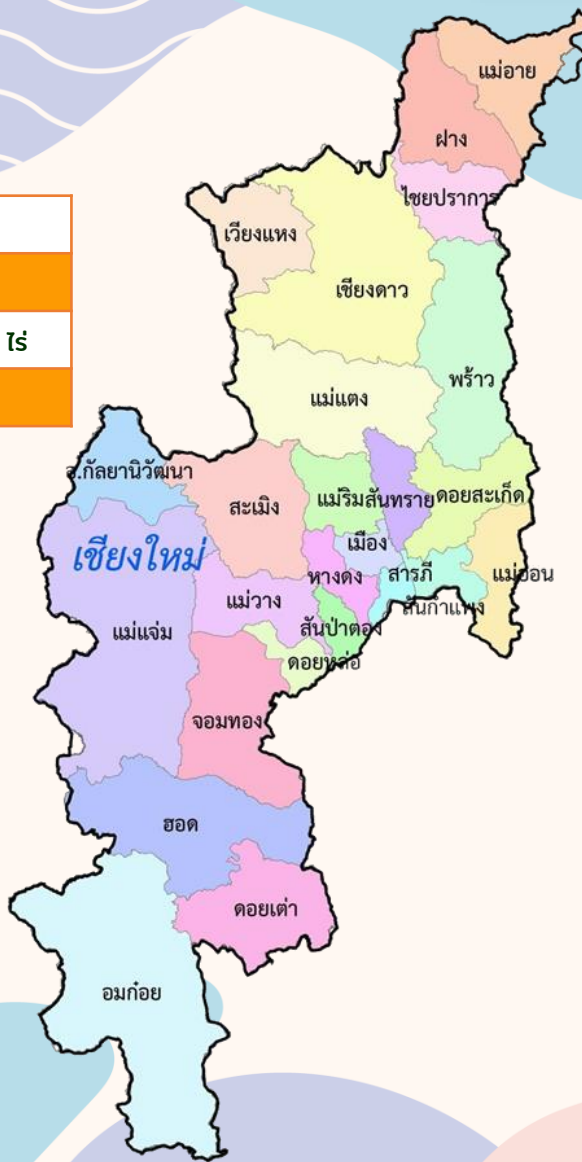 แม่อาย
ฝาง
ไชยปราการ
เวียงแหง
เชียงดาว
ไร่
พร้าว
แม่แตง
อ.กัลยานิวัฒนา
สะเมิง
แม่ริม
สันทราย
ดอยสะเก็ด
เมือง
เชียงใหม่
หางดง
สารภี
แม่ออน
แม่วาง
สันกำแพง
แม่แจ่ม
สันป่าตอง
ดอยหล่อ
จอมทอง
ฮอด
ดอยเต่า
อมก๋อย